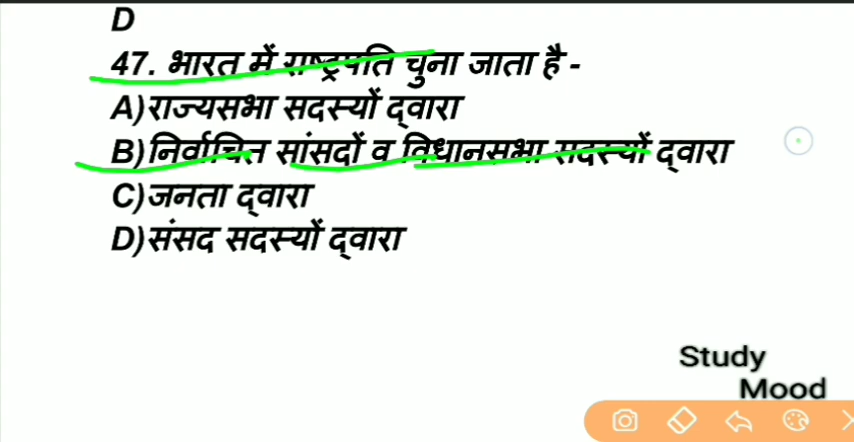 D
47. भारत में राष्ट्रपति चुना जाता है -
A)राज्यसभा सदस्यों द्वारा
B)निर्वाचित सांसदों व विधानसभा सदस्यों द्वारा
C)जनता द्वारा
D)संसद सदस्यों द्वारा
Study
Mood